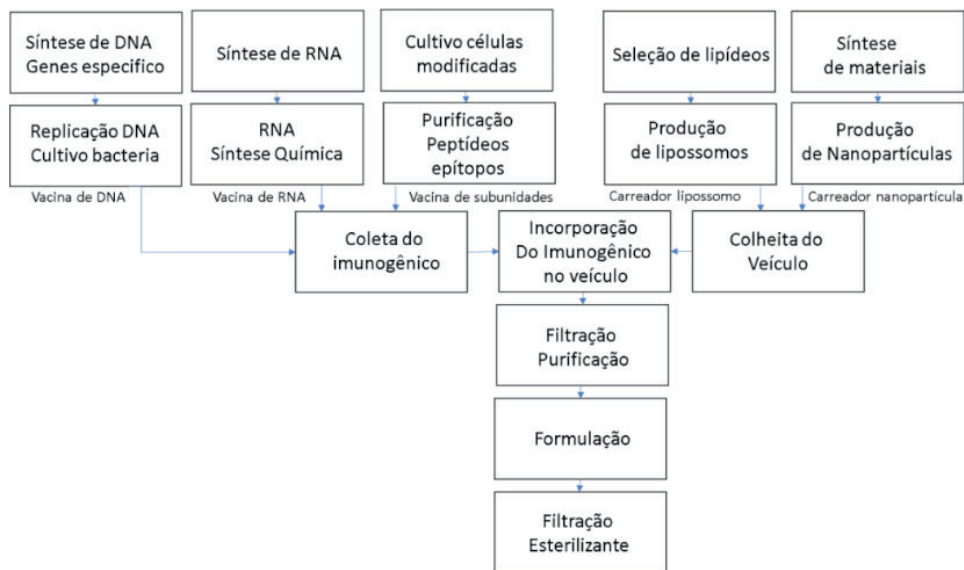 Síntese de DNA
Genes especifico
Síntese de RNA
Cultivo células
modificadas
Seleção de lipídeos
Síntese
de materiais
Replicação DNA
Cultivo bacteria
RNA
Síntese Química
Purificação
Peptídeos
epítopos
Produção
de lipossomos
Produção
de Nanopartículas
Vacina de DNA
Vacina de RNA
Vacina de subunidades
Carreador lipossomo
Carreador nanopartícula
Coleta do
imunogênico
Incorporação
Do Imunogênico
no veículo
Colheita do
Veículo
Filtração
Purificação
Formulação
Filtração
Esterilizante